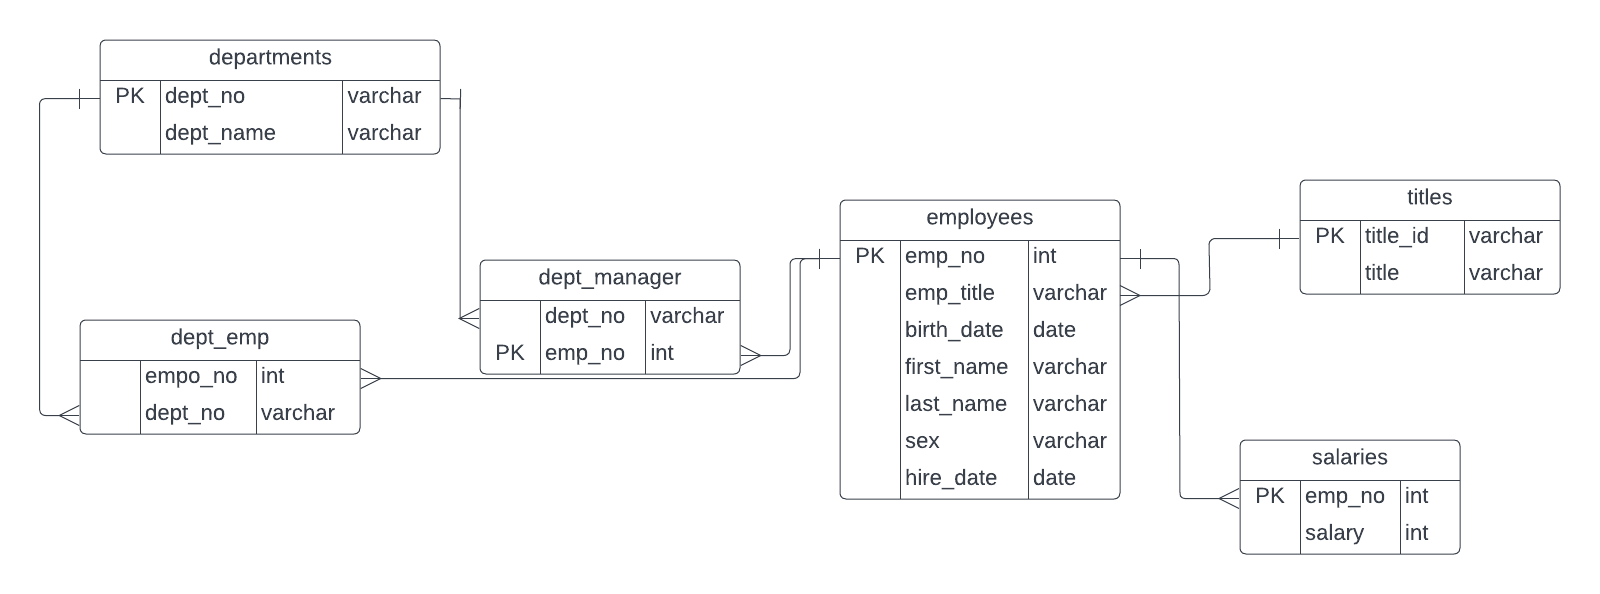 departments
PK dept_no varchar
dept_name varchar
dept_emp
empo_no int
dept_no varchar
dept_manager
dept_no varchar
PK emp_no int
employees
PK emp_no int
emp_title varchar
birth_date date
first_name varchar
last_name varchar
sex varchar
hire_date date
titles
PK title_id varchar
title varchar
salaries
PK emp_no int
salary int